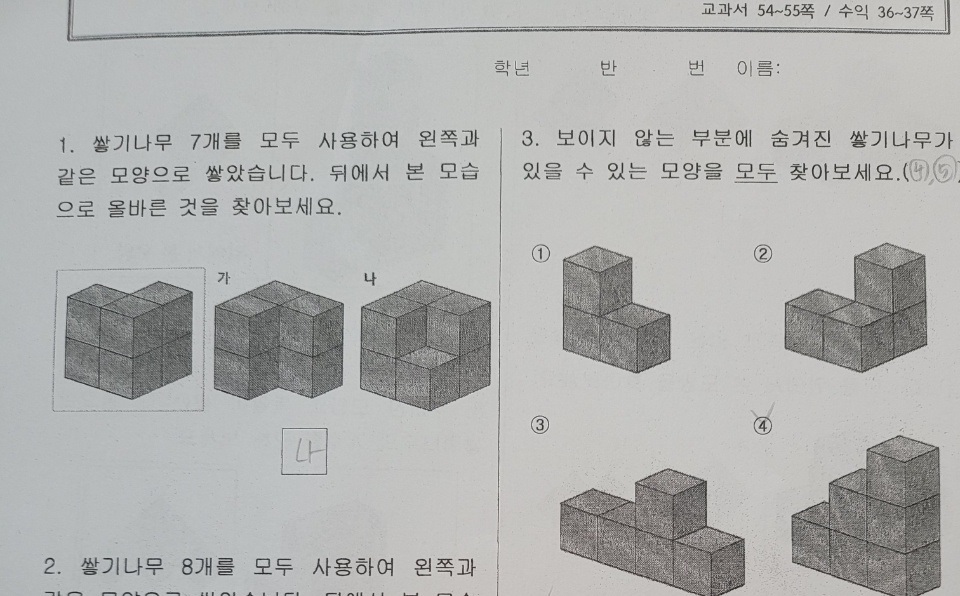 교과서 54~55쪽 / 수익 36~37쪽
학년 반 번 이름:
1. 쌓기나무 7개를 모두 사용하여 왼쪽과
같은 모양으로 쌓았습니다. 뒤에서 본 모습
으로 올바른 것을 찾아보세요.
가 나
나
2. 쌓기나무 8개를 모두 사용하여 왼쪽과
3. 보이지 않는 부분에 숨겨진 쌓기나무가
있을 수 있는 모양을 모두 찾아보세요.(4,5)
① ②
③ ④